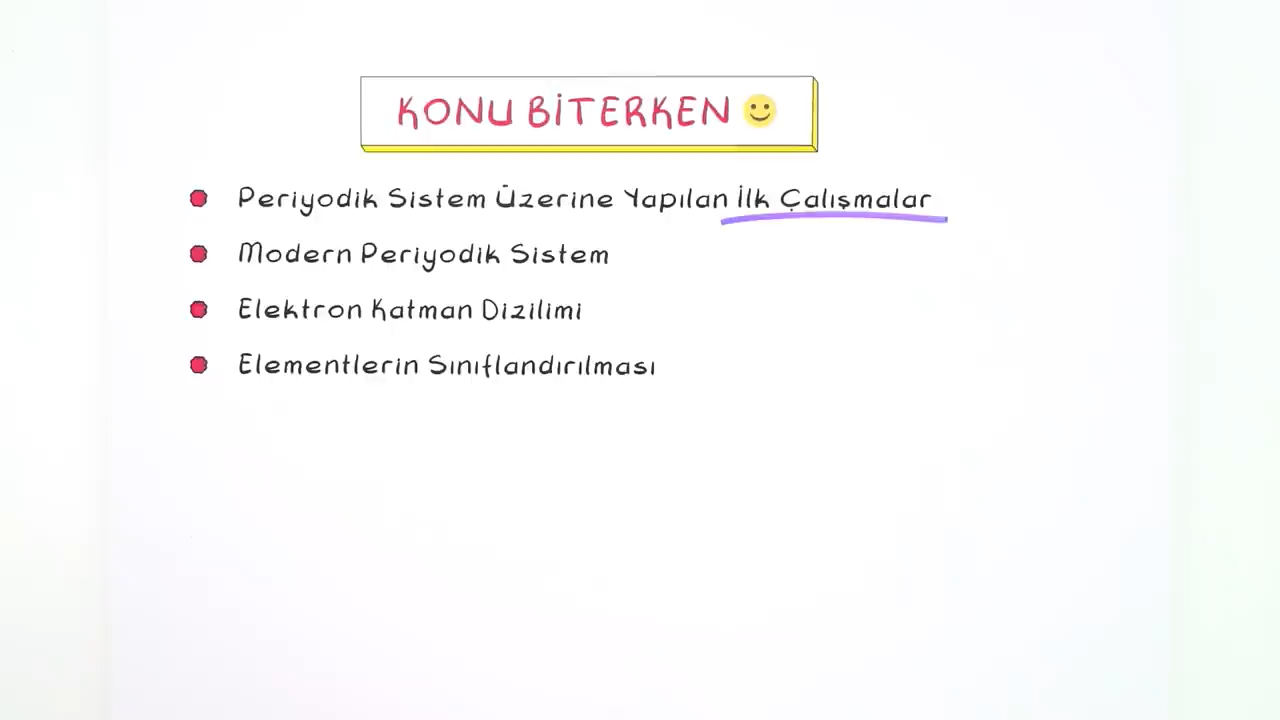 KONU BİTERKEN
Periyodik Sistem Üzerine Yapılan İlk Çalışmalar
Modern Periyodik Sistem
Elektron Katman Dizilimi
Elementlerin Sınıflandırılması